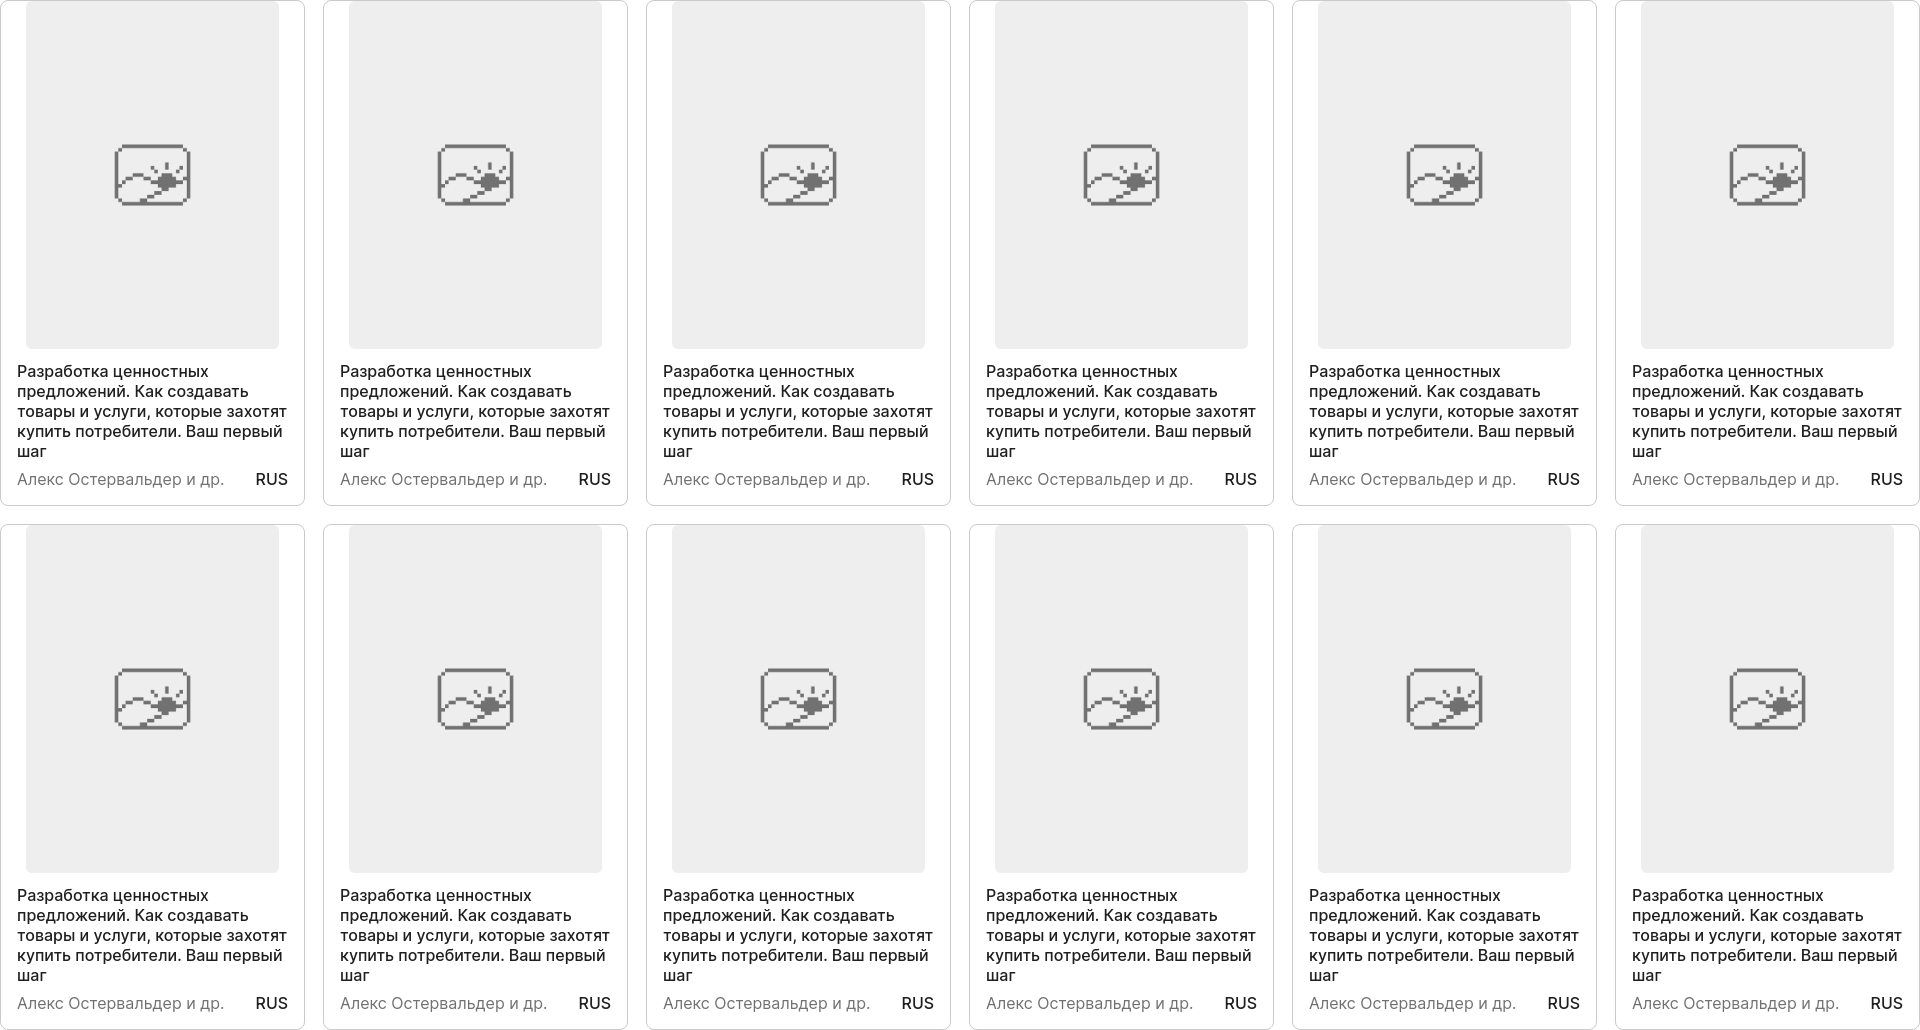 Разработка ценностных
предложений. Как создавать
товары и услуги, которые захотят
купить потребители. Ваш первый
шаг
Алекс Остервальдер и др. RUS
Разработка ценностных
предложений. Как создавать
товары и услуги, которые захотят
купить потребители. Ваш первый
шаг
Алекс Остервальдер и др. RUS
Разработка ценностных
предложений. Как создавать
товары и услуги, которые захотят
купить потребители. Ваш первый
шаг
Алекс Остервальдер и др. RUS
Разработка ценностных
предложений. Как создавать
товары и услуги, которые захотят
купить потребители. Ваш первый
шаг
Алекс Остервальдер и др. RUS
Разработка ценностных
предложений. Как создавать
товары и услуги, которые захотят
купить потребители. Ваш первый
шаг
Алекс Остервальдер и др. RUS
Разработка ценностных
предложений. Как создавать
товары и услуги, которые захотят
купить потребители. Ваш первый
шаг
Алекс Остервальдер и др. RUS
Разработка ценностных
предложений. Как создавать
товары и услуги, которые захотят
купить потребители. Ваш первый
шаг
Алекс Остервальдер и др. RUS
Разработка ценностных
предложений. Как создавать
товары и услуги, которые захотят
купить потребители. Ваш первый
шаг
Алекс Остервальдер и др. RUS
Разработка ценностных
предложений. Как создавать
товары и услуги, которые захотят
купить потребители. Ваш первый
шаг
Алекс Остервальдер и др. RUS
Разработка ценностных
предложений. Как создавать
товары и услуги, которые захотят
купить потребители. Ваш первый
шаг
Алекс Остервальдер и др. RUS
Разработка ценностных
предложений. Как создавать
товары и услуги, которые захотят
купить потребители. Ваш первый
шаг
Алекс Остервальдер и др. RUS
Разработка ценностных
предложений. Как создавать
товары и услуги, которые захотят
купить потребители. Ваш первый
шаг
Алекс Остервальдер и др. RUS